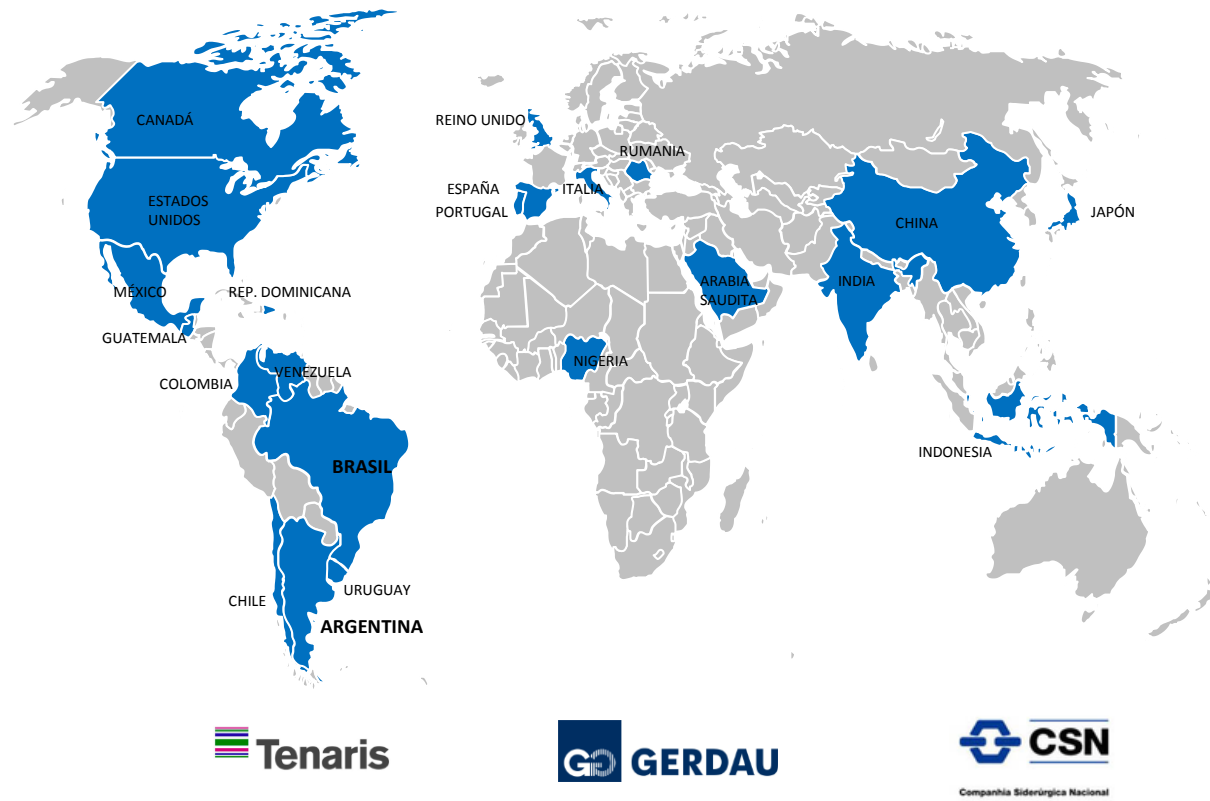 CANADÁ
REINO UNIDO
RUMANIA
ESPAÑA
ITALIA
ESTADOS
UNIDOS
PORTUGAL
JAPÓN
CHINA
MÉXICO
REP. DOMINICANA
ARABIA
SAUDITA
INDIA
GUATEMALA
NIGERIA
VENEZUELA
COLOMBIA
INDONESIA
BRASIL
URUGUAY
CHILE
ARGENTINA
Tenaris
GG GERDAU
CSN
Companhia Siderúrgica Nacional